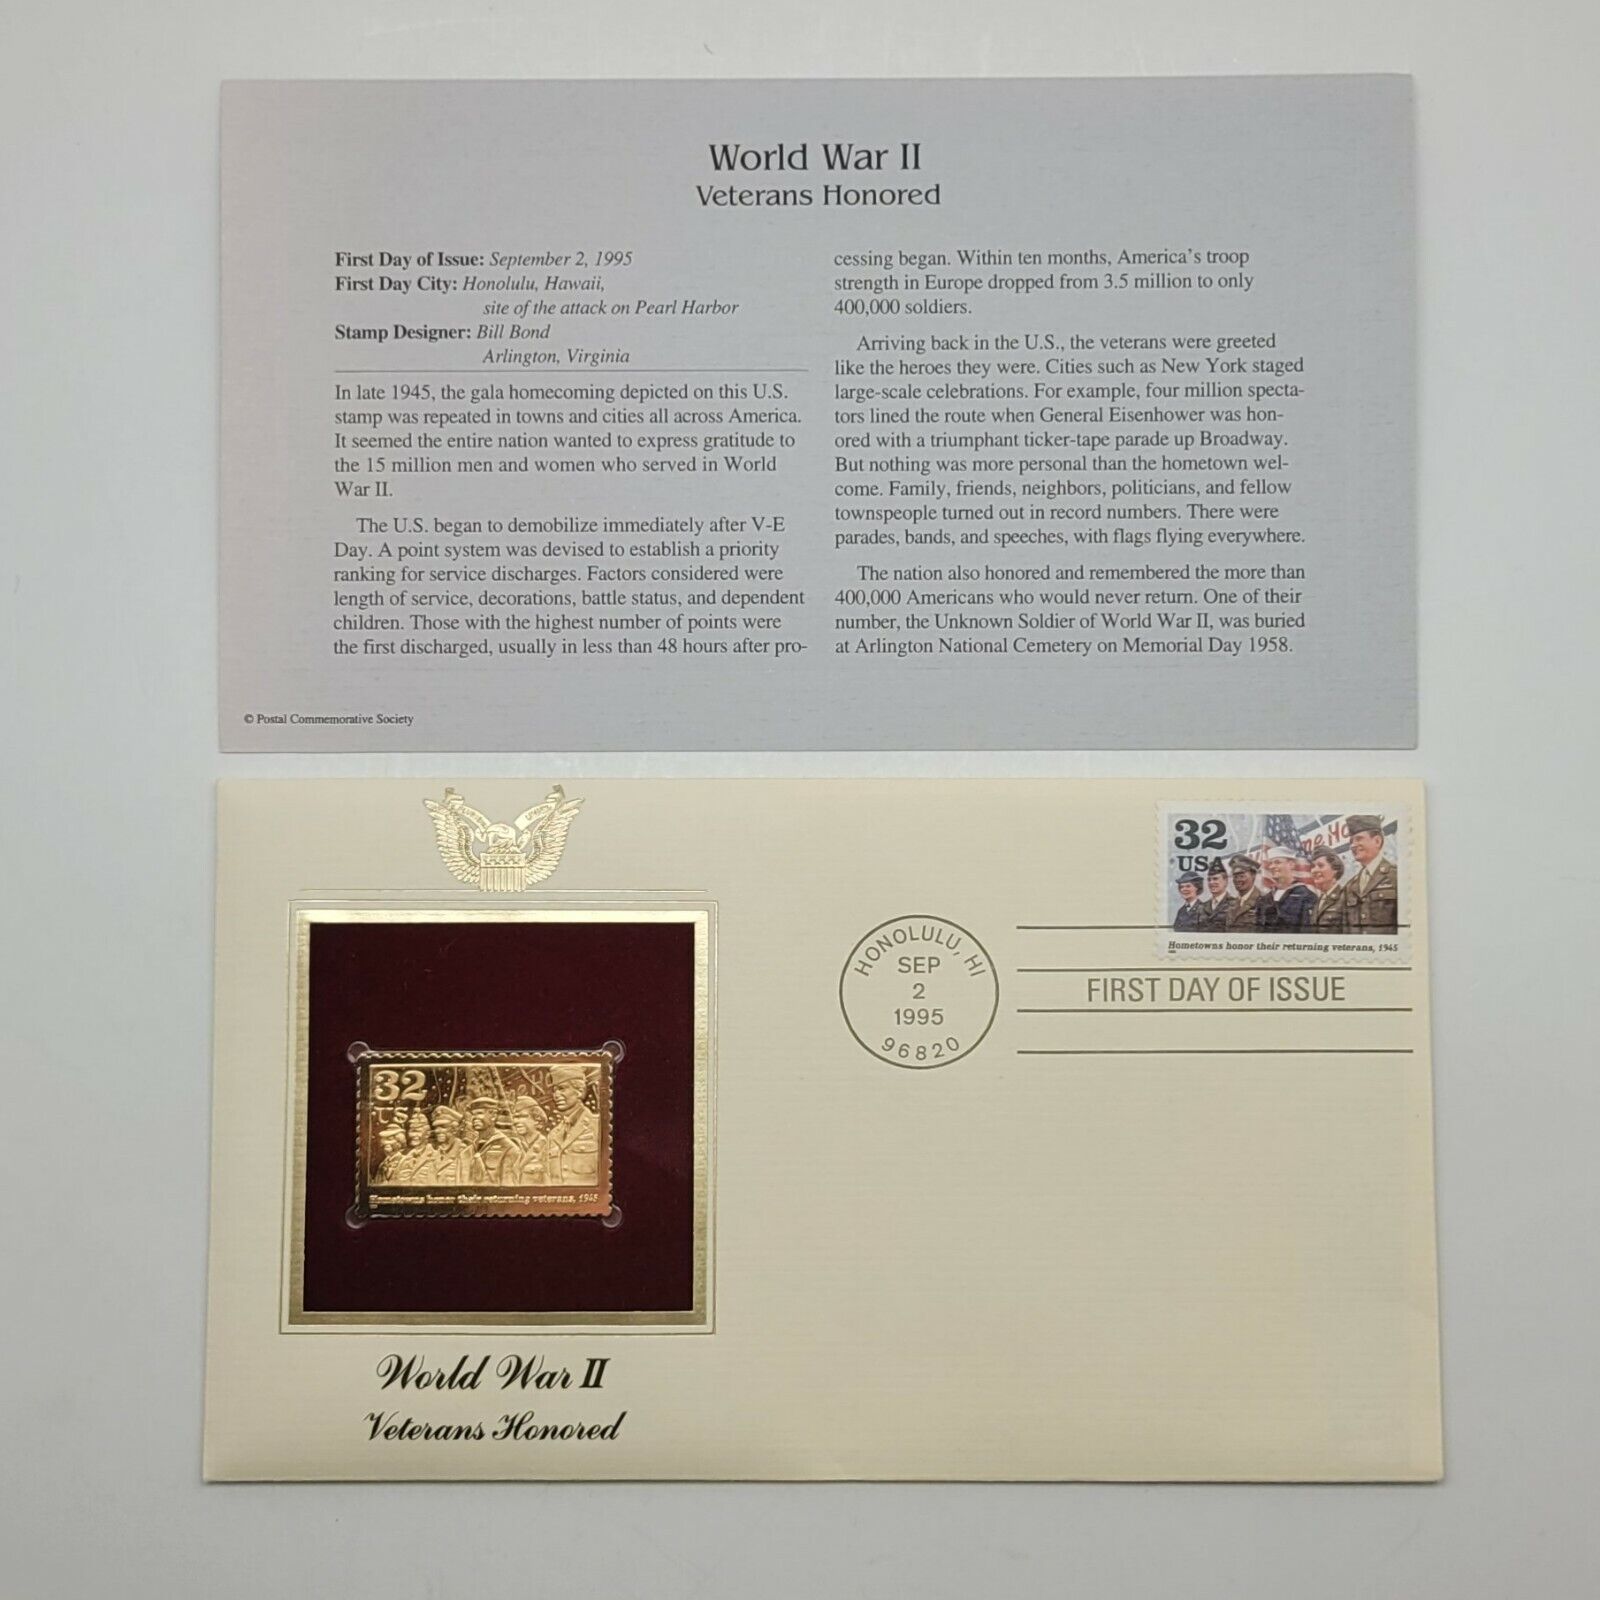 World War II
Veterans Honored
First Day of Issue: September 2, 1995
First Day City: Honolulu, Hawaii,
site of the attack on Pearl Harbor
Stamp Designer: Bill Bond
Arlington, Virginia
In late 1945, the gala homecoming depicted on this U.S.
stamp was repeated in towns and cities all across America.
It seemed the entire nation wanted to express gratitude to
the 15 million men and women who served in World
War II.
The U.S. began to demobilize immediately after V-E
Day. A point system was devised to establish a priority
ranking for service discharges. Factors considered were
length of service, decorations, battle status, and dependent
children. Those with the highest number of points were
the first discharged, usually in less than 48 hours after pro-
cessing began. Within ten months, America's troop
strength in Europe dropped from 3.5 million to only
400,000 soldiers.
Arriving back in the U.S., the veterans were greeted
like the heroes they were. Cities such as New York staged
large-scale celebrations. For example, four million specta-
tors lined the route when General Eisenhower was hon-
ored with a triumphant ticker-tape parade up Broadway.
But nothing was more personal than the hometown wel-
come. Family, friends, neighbors, politicians, and fellow
townspeople turned out in record numbers. There were
parades, bands, and speeches, with flags flying everywhere.
The nation also honored and remembered the more than
400,000 Americans who would never return. One of their
number, the Unknown Soldier of World War II, was buried
at Arlington National Cemetery on Memorial Day 1958.
© Postal Commemorative Society
32
USA
Hometowns honor their returning veterans, 1945
HONOLULU, HI
SEP
2
1995
96820
FIRST DAY OF ISSUE
32
Hometowns honor their returning veterans, 1945
World War II
Veterans Honored